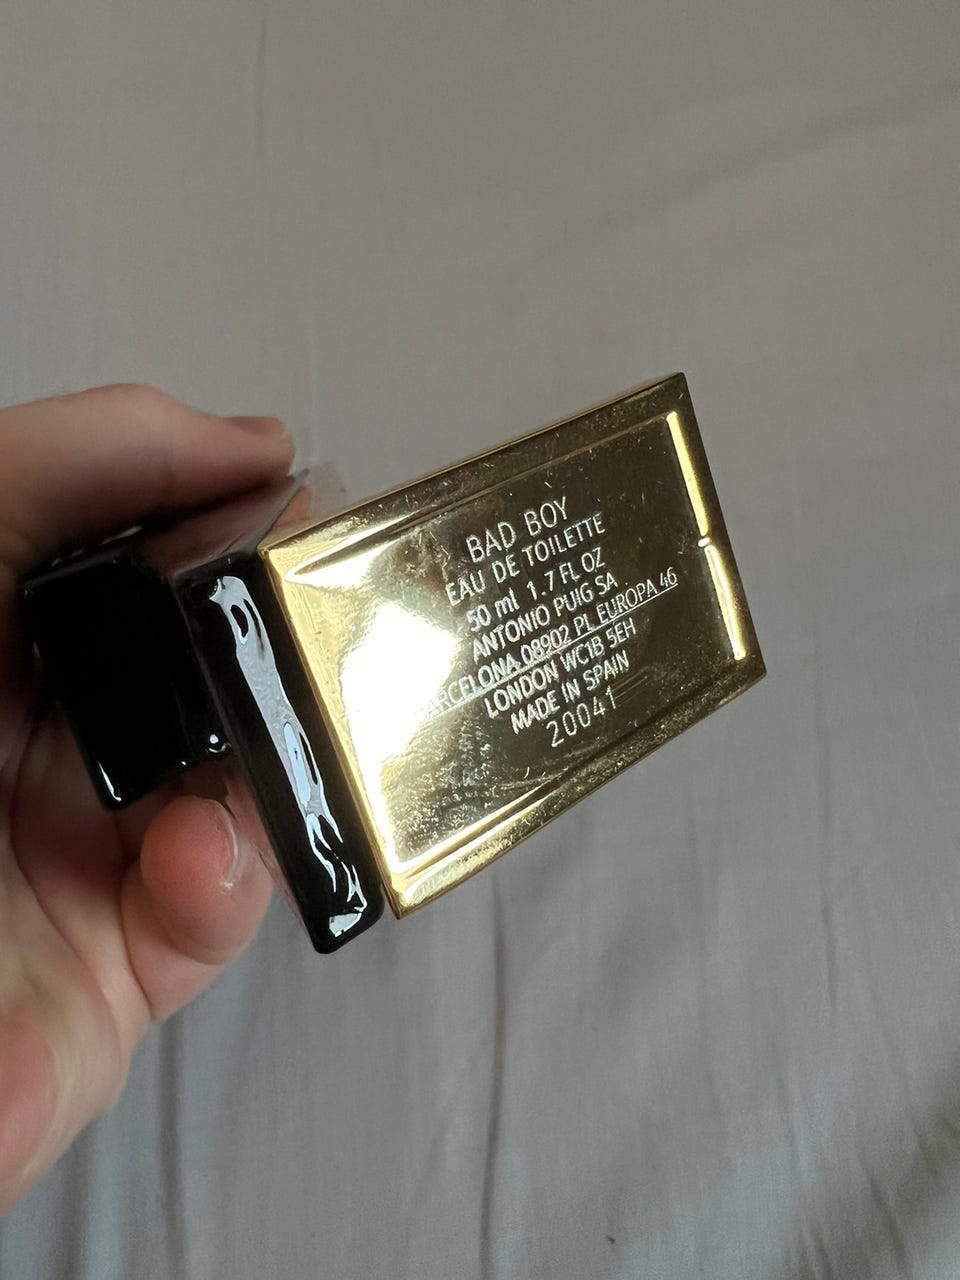 BAD BOY
EAU DE TOILETTE
50 ml 1.7 FL OZ
ANTONIO PUIG SA
BARCELONA 08902 PL EUROPA 46
LONDON WC1B 5EH
MADE IN SPAIN
20041